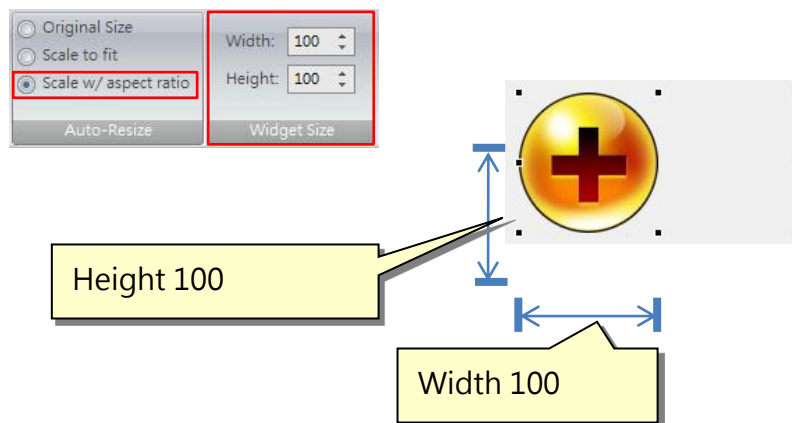 Original Size
Scale to fit
Scale w/ aspect ratio
Auto-Resize
Width: 100
Height: 100
Widget Size
Height 100
Width 100